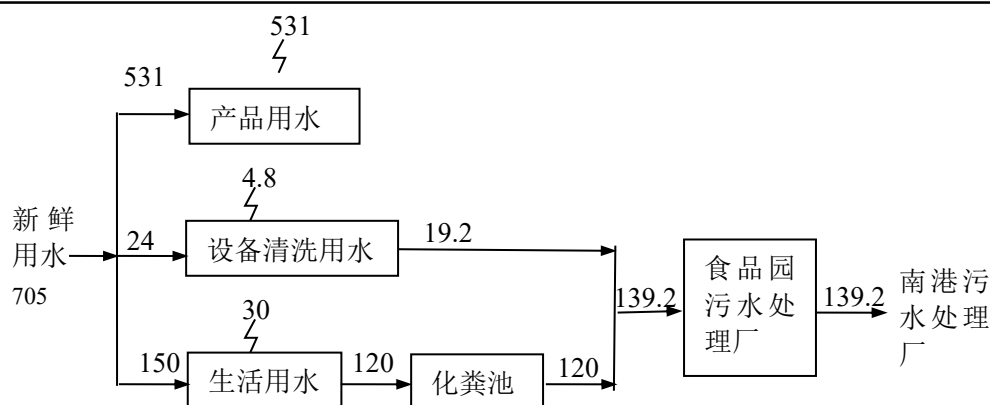 531
531
产品用水
4.8
新鲜
用水
705
24
设备清洗用水
19.2
30
150
生活用水
120
化粪池
120
139.2
食品园
污水处
理厂
139.2
南港污
水处理
厂